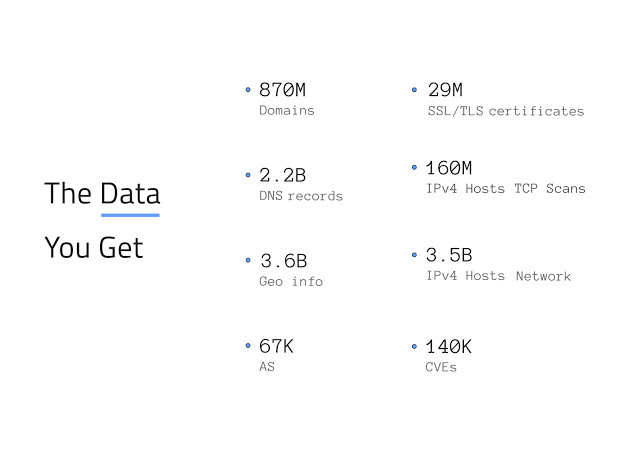 The Data
You Get
870M
Domains
2.2B
DNS records
3.6B
Geo info
67K
AS
29M
SSL/TLS certificates
160M
IPv4 Hosts TCP Scans
3.5B
IPv4 Hosts Network
140K
CVEs